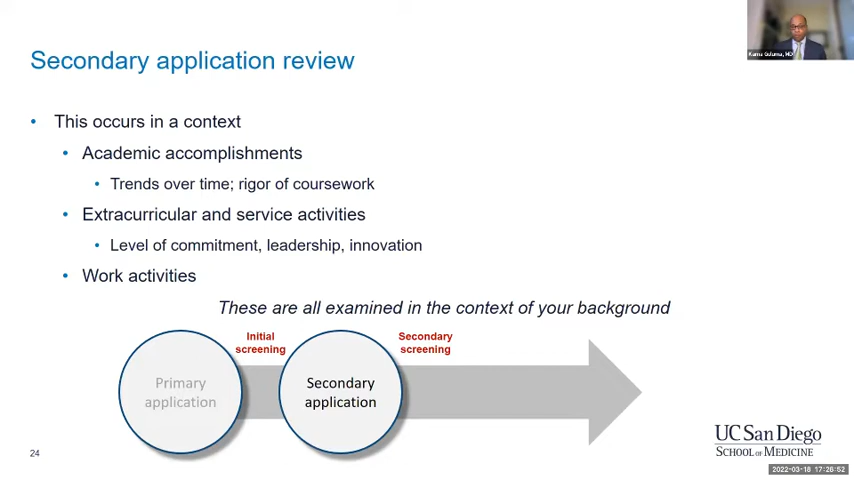 Kama Guluma, MD
Secondary application review
• This occurs in a context
• Academic accomplishments
• Trends over time; rigor of coursework
• Extracurricular and service activities
• Level of commitment, leadership, innovation
• Work activities
These are all examined in the context of your background
Initial
screening
Secondary
screening
Primary
application
Secondary
application
24
UC San Diego
SCHOOL OF MEDICINE
2022-03-18 17:26:52